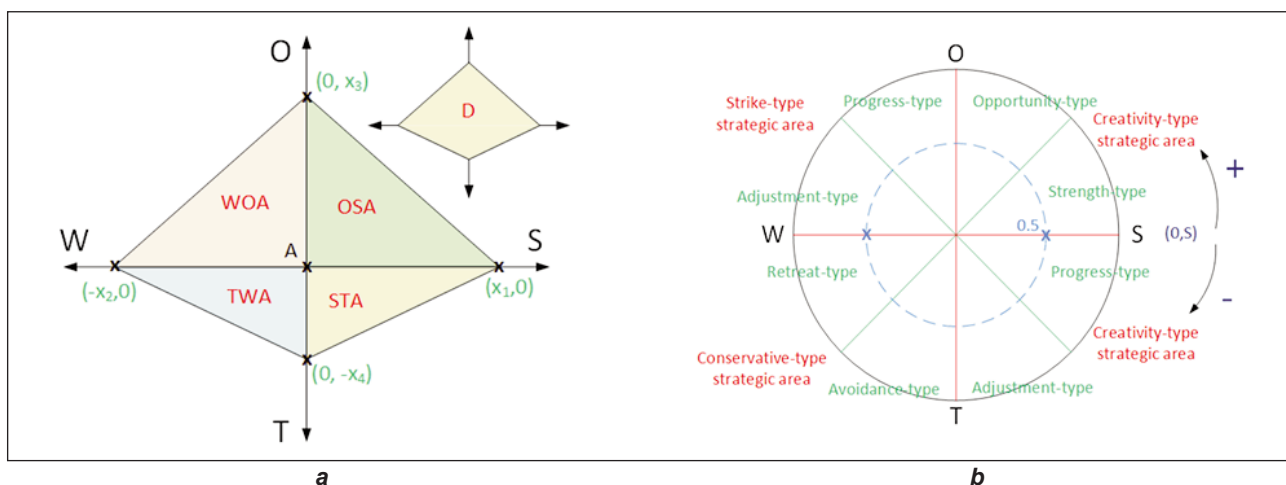 O
(0, x₃)
D
WOA
OSA
W
A
S
(-x₂,0)
TWA
STA
(x₁,0)
(0, -x₄)
T
a
O
Strike-type
strategic area
Progress-type
Opportunity-type
Creativity-type
strategic area
+
Adjustment-type
Strength-type
W
0.5
S
(0,S)
Retreat-type
Progress-type
-
Conservative-type
strategic area
Creativity-type
strategic area
Avoidance-type
Adjustment-type
T
b